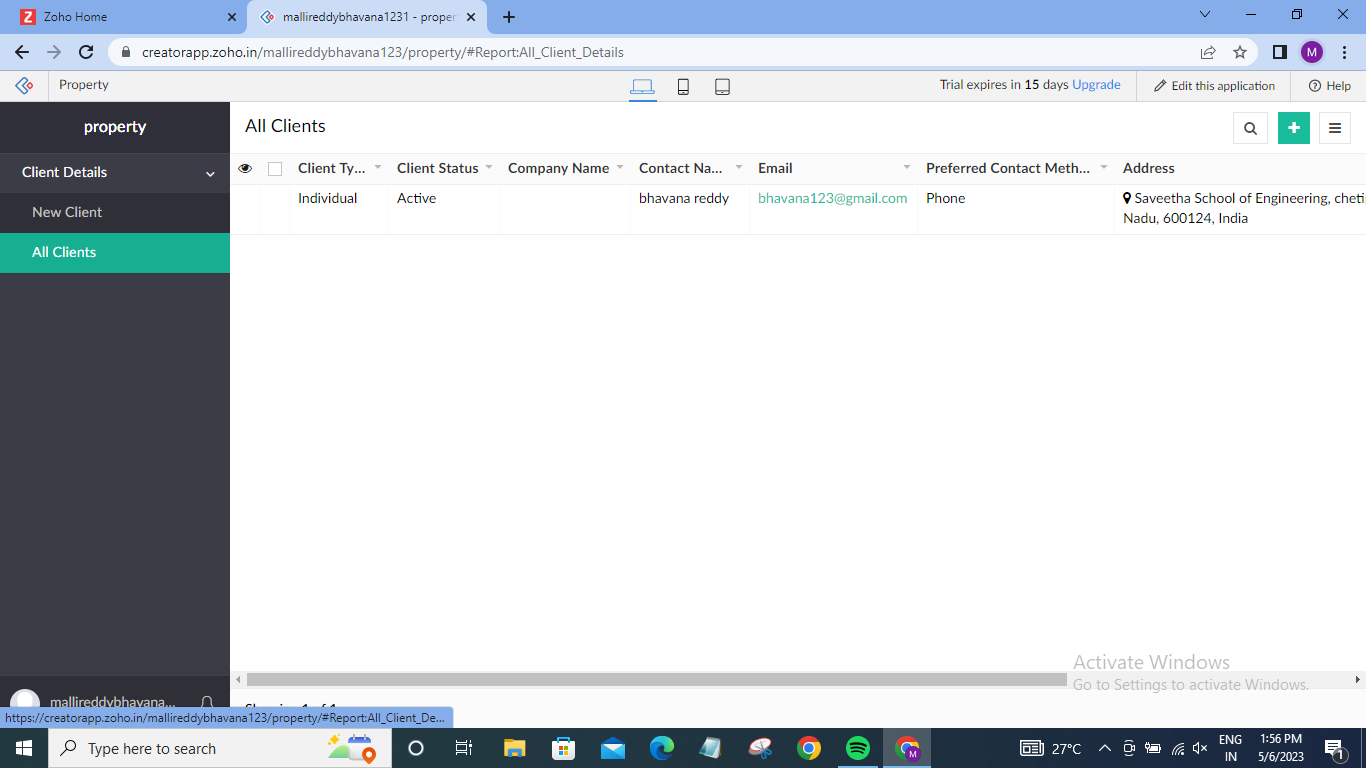 Zoho Home
mallireddybhavana1231 - proper
creatorapp.zoho.in/mallireddybhavana123/property/#Report:All_Client_Details
M
Property
Trial expires in 15 days Upgrade
Edit this application
Help
property
All Clients
Client Details
New Client
All Clients
Client Ty... Client Status Company Name Contact Na... Email Preferred Contact Meth... Address
Individual Active bhavana reddy bhavana123@gmail.com Phone Saveetha School of Engineering, cheti
Nadu, 600124, India
Activate Windows
Go to Settings to activate Windows.
mallireddybhavana...
https://creatorapp.zoho.in/mallireddybhavana123/property/#Report:All_Client_De...
Type here to search
27°C
ENG
IN
1:56 PM
5/6/2023
1